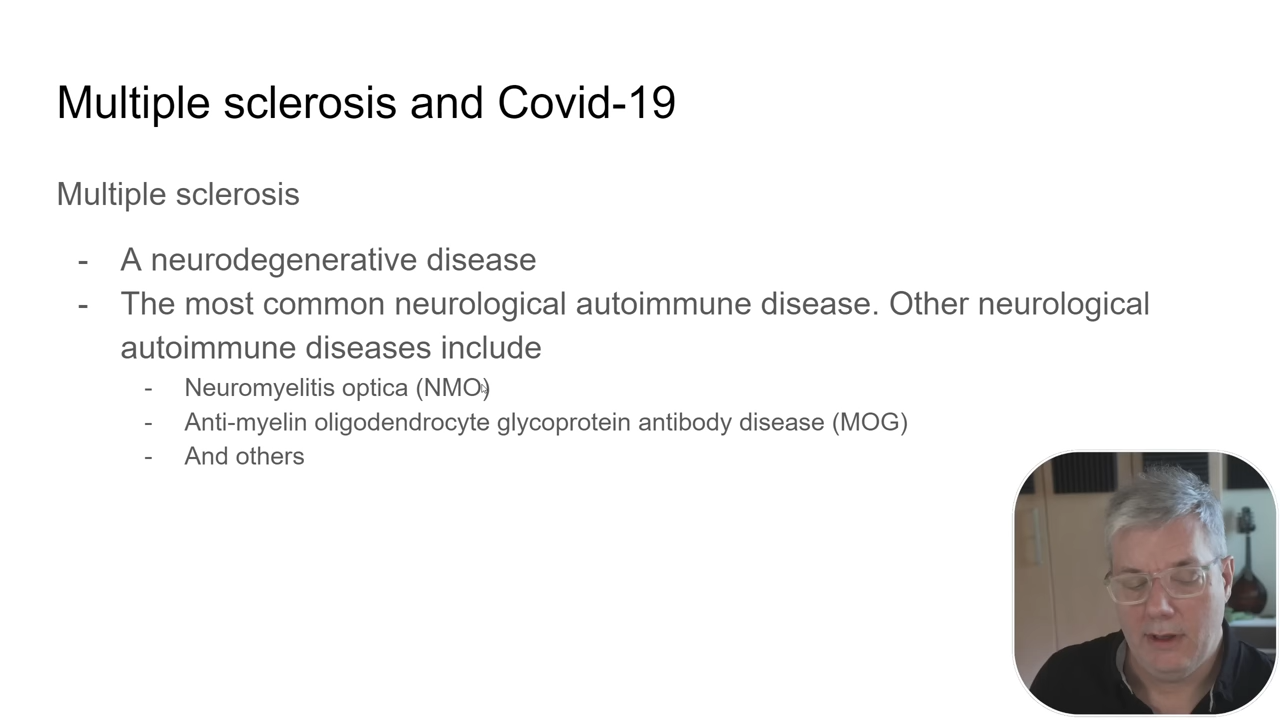 Multiple sclerosis and Covid-19
Multiple sclerosis
- A neurodegenerative disease
- The most common neurological autoimmune disease. Other neurological
autoimmune diseases include
- Neuromyelitis optica (NMO)
- Anti-myelin oligodendrocyte glycoprotein antibody disease (MOG)
- And others